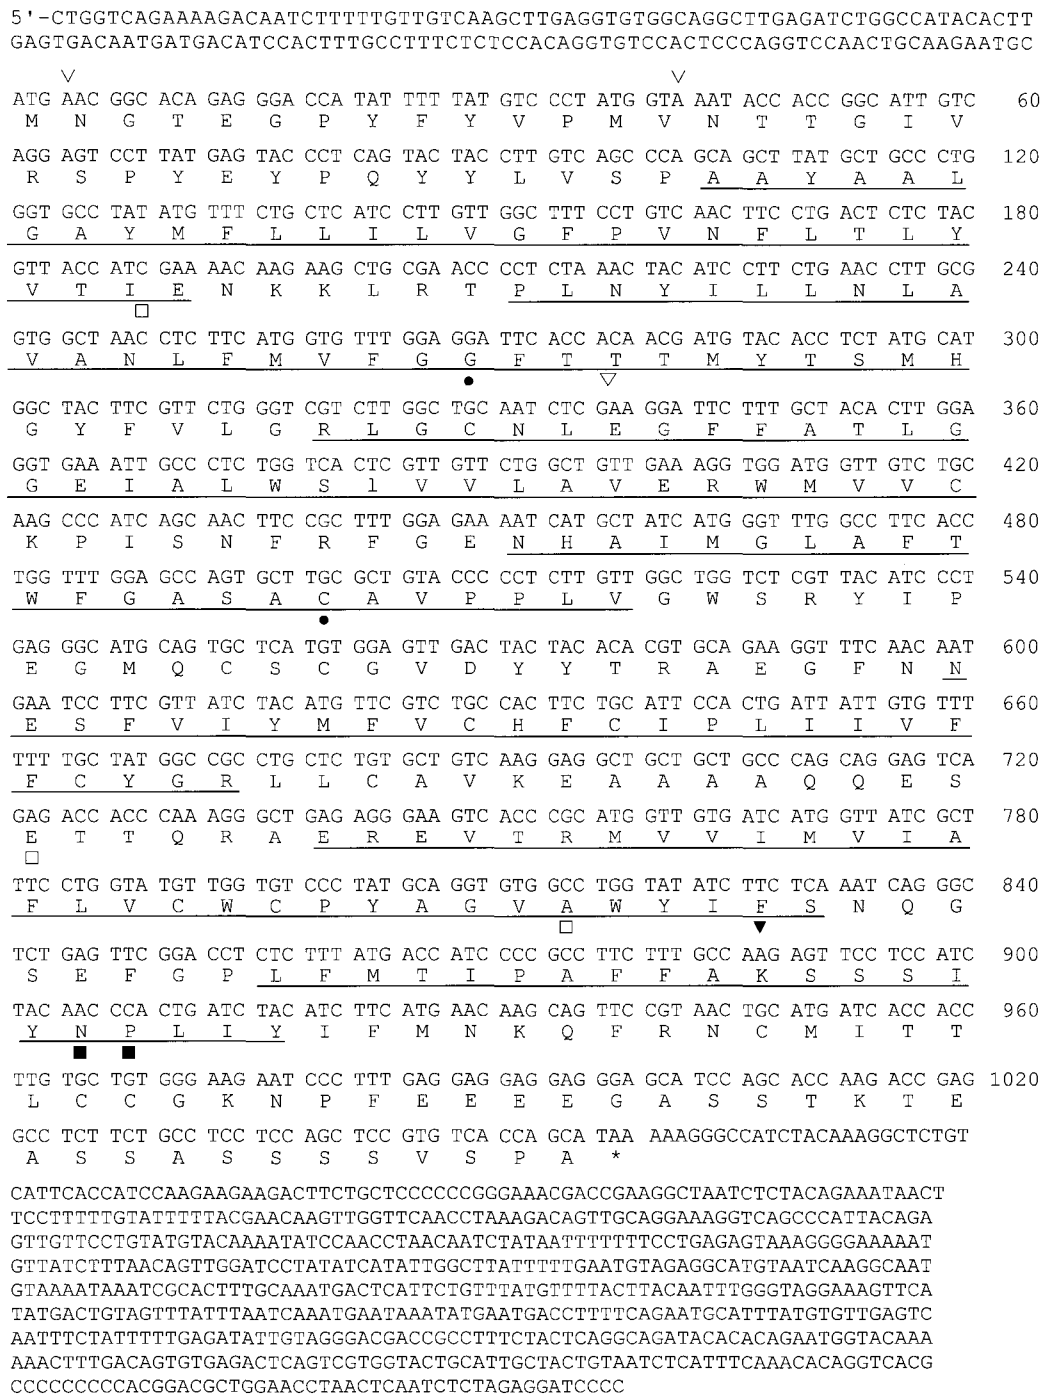 5'-CTGGTCAGAAAAGACAATCTTTTTGTTGTCAAGCTTGAGGTGTGGCAGGCTTGAGATCTGGCCATACACTT
GAGTGACAATGATGACATCCACTTTGCCTTTCTCTCCACAGGTGTCCACTCCCAGGTCCAACTGCAAGAATGC
ATG AAC GGC ACA GAG GGA CCA TAT TTT TAT GTC CCT ATG GTA AAT ACC ACC GGC ATT GTC 60
M N G T E G P Y F Y V P M V N T T G I V
AGG AGT CCT TAT GAG TAC CCT CAG TAC TAC CTT GTC AGC CCA GCA GCT TAT GCT GCC CTG 120
R S P Y E Y P Q Y Y L V S P A A Y A A L
GGT GCC TAT ATG TTT CTG CTC ATC CTT GTT GGC TTT CCT GTC AAC TTC CTG ACT CTC TAC 180
G A Y M F L L I L V G F P V N F L T L Y
GTT ACC ATC GAA AAC AAG AAG CTG CGA ACC CCT CTA AAC TAC ATC CTT CTG AAC CTT GCG 240
V T I E N K K L R T P L N Y I L L N L A
GTG GCT AAC CTC TTC ATG GTG TTT GGA GGA TTC ACC ACA ACG ATG TAC ACC TCT ATG CAT 300
V A N L F M V F G G F T T T M Y T S M H
GGC TAC TTC GTT CTG GGT CGT CTT GGC TGC AAT CTC GAA GGA TTC TTT GCT ACA CTT GGA 360
G Y F V L G R L G C N L E G F F A T L G
GGT GAA ATT GCC CTC TGG TCA CTC GTT GTT CTG GCT GTT GAA AGG TGG ATG GTT GTC TGC 420
G E I A L W S l V V L A V E R W M V V C
AAG CCC ATC AGC AAC TTC CGC TTT GGA GAA AAT CAT GCT ATC ATG GGT TTG GCC TTC ACC 480
K P I S N F R F G E N H A I M G L A F T
TGG TTT GGA GCC AGT GCT TGC GCT GTA CCC CCT CTT GTT GGC TGG TCT CGT TAC ATC CCT 540
W F G A S A C A V P P L V G W S R Y I P
GAG GGC ATG CAG TGC TCA TGT GGA GTT GAC TAC TAC ACA CGT GCA GAA GGT TTC AAC AAT 600
E G M Q C S C G V D Y Y T R A E G F N N
GAA TCC TTC GTT ATC TAC ATG TTC GTC TGC CAC TTC TGC ATT CCA CTG ATT ATT GTG TTT 660
E S F V I Y M F V C H F C I P L I I V F
TTT TGC TAT GGC CGC CTG CTC TGT GCT GTC AAG GAG GCT GCT GCT GCC CAG CAG GAG TCA 720
F C Y G R L L C A V K E A A A A Q Q E S
GAG ACC ACC CAA AGG GCT GAG AGG GAA GTC ACC CGC ATG GTT GTG ATC ATG GTT ATC GCT 780
E T T Q R A E R E V T R M V V I M V I A
TTC CTG GTA TGT TGG TGT CCC TAT GCA GGT GTG GCC TGG TAT ATC TTC TCA AAT CAG GGC 840
F L V C W C P Y A G V A W Y I F S N Q G
TCT GAG TTC GGA CCT CTC TTT ATG ACC ATC CCC GCC TTC TTT GCC AAG AGT TCC TCC ATC 900
S E F G P L F M T I P A F F A K S S S I
TAC AAC CCA CTG ATC TAC ATC TTC ATG AAC AAG CAG TTC CGT AAC TGC ATG ATC ACC ACC 960
Y N P L I Y I F M N K Q F R N C M I T T
TTG TGC TGT GGG AAG AAT CCC TTT GAG GAG GAG GAG GGA GCA TCC AGC ACC AAG ACC GAG 1020
L C C G K N P F E E E E G A S S T K T E
GCC TCT TCT GCC TCC TCC AGC TCC GTG TCA CCA GCA TAA AAAGGGCCATCTACAAAGGCTCTGT
A S S A S S S S V S P A *
CATTCACCATCCAAGAAGAAGACTTCTGCTCCCCCCGGGAAACGACCGAAGGCTAATCTCTACAGAAATAACT
TCCTTTTTGTATTTTTACGAACAAGTTGGTTCAACCTAAAGACAGTTGCAGGAAAGGTCAGCCCATTACAGA
GTTGTTCCTGTATGTACAAAATATCCAACCTAACAATCTATAATTTTTTTCCTGAGAGTAAAGGGGAAAAAT
GTTATCTTTAACAGTTGGATCCTATATCATATTGGCTTATTTTTGAATGTAGAGGCATGTAATCAAGGCAAT
GTAAAATAAATCGCACTTTGCAAATGACTCATTCTGTTTATGTTTTACTTACAATTTGGGTAGGAAAGTTCA
TATGACTGTAGTTTATTTAATCAAATGAATAAATATGAATGACCTTTTCAGAATGCATTTATGTGTTGAGTC
AATTTCTATTTTTGAGATATTGTAGGGACGACCGCCTTTCTACTCAGGCAGATACACACAGAATGGTACAAA
AAACTTTGACAGTGTGAGACTCAGTCGTGGTACTGCATTGCTACTGTAATCTCATTTCAAACACAGGTCACG
CCCCCCCCCCACGGACGCTGGAACCTAACTCAATCTCTAGAGGATCCCC